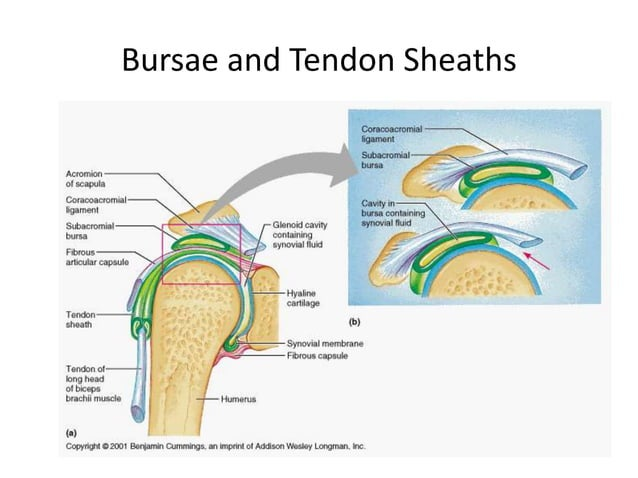 Bursae and Tendon Sheaths
Acromion
of scapula
Coracoacromial
ligament
Subacromial
bursa
Fibrous
articular capsule
Tendon
sheath
Tendon of
long head
of biceps
brachii muscle
Glenoid cavity
containing
synovial fluid
Hyaline
cartilage
Synovial membrane
Fibrous capsule
Humerus
(a)
Coracoacromial
ligament
Subacromial
bursa
Cavity in
bursa containing
synovial fluid
(b)
Copyright © 2001 Benjamin Cummings, an imprint of Addison Wesley Longman, Inc.